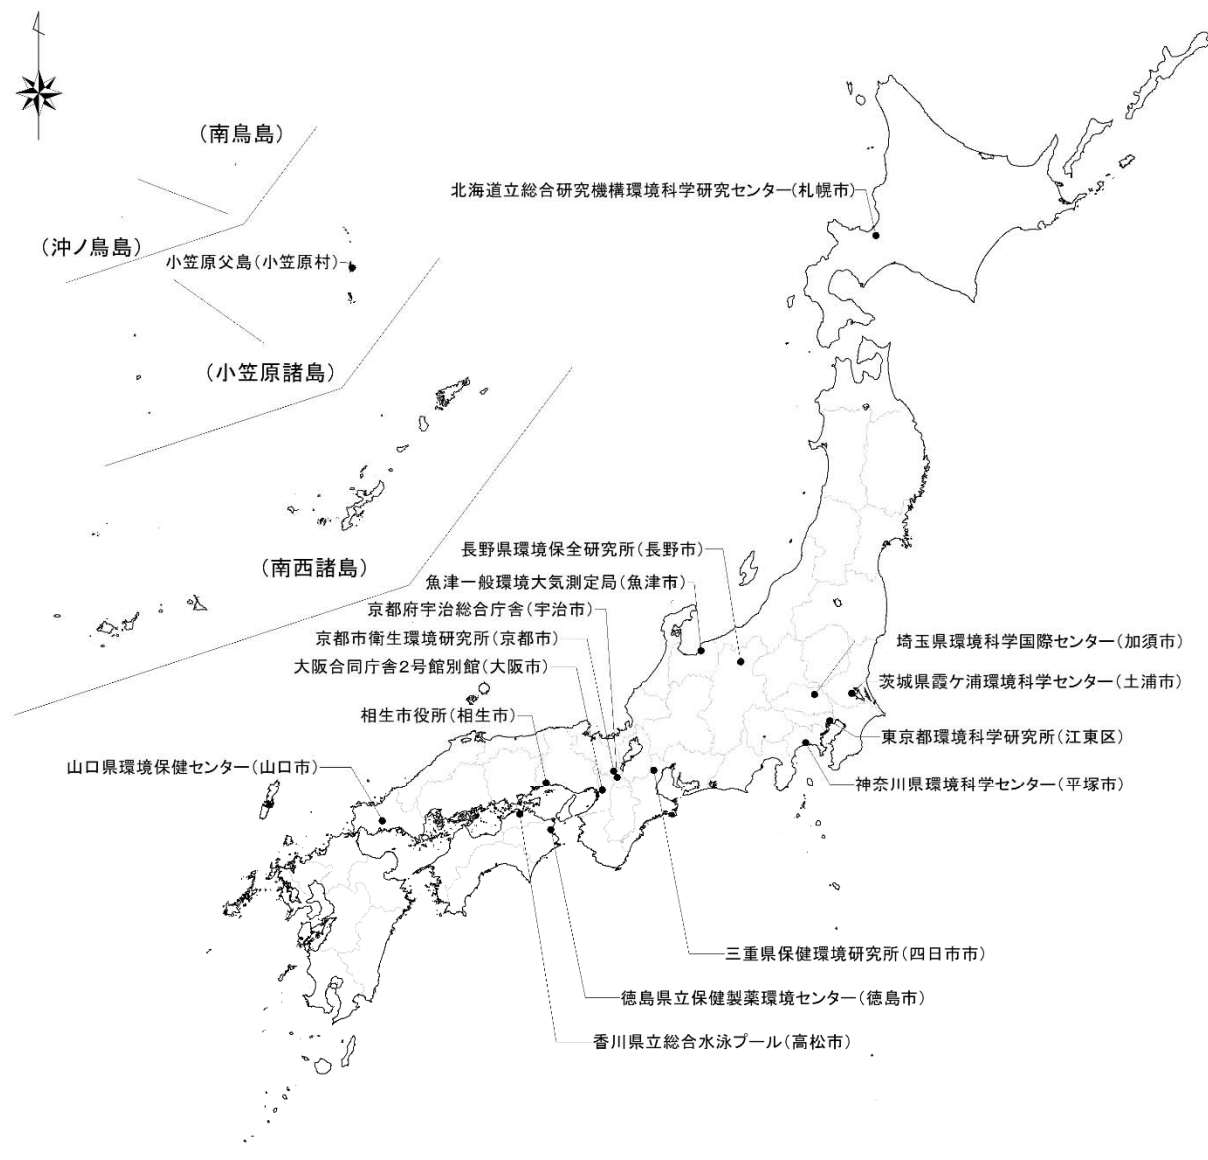 (南鳥島)
北海道立総合研究機構環境科学研究センター(札幌市)
(沖ノ鳥島)
小笠原父島(小笠原村)
(小笠原諸島)
(南西諸島)
長野県環境保全研究所(長野市)
魚津一般環境大気測定局(魚津市)
京都府宇治総合庁舎(宇治市)
京都市衛生環境研究所(京都市)
大阪合同庁舎2号館別館(大阪市)
相生市役所(相生市)
山口県環境保健センター(山口市)
埼玉県環境科学国際センター(加須市)
茨城県霞ケ浦環境科学センター(土浦市)
東京都環境科学研究所(江東区)
神奈川県環境科学センター(平塚市)
三重県保健環境研究所(四日市市)
徳島県立保健製薬環境センター(徳島市)
香川県立総合水泳プール(高松市)